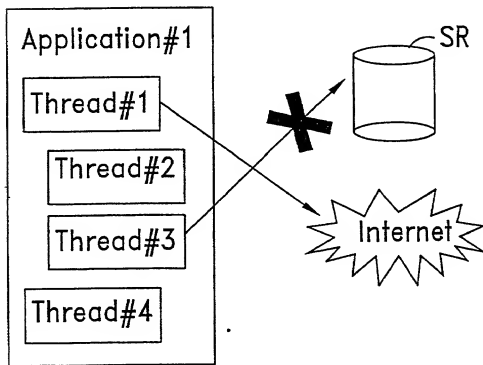 Application#1
SR
Thread#1
Thread#2
Thread#3
Internet
Thread#4